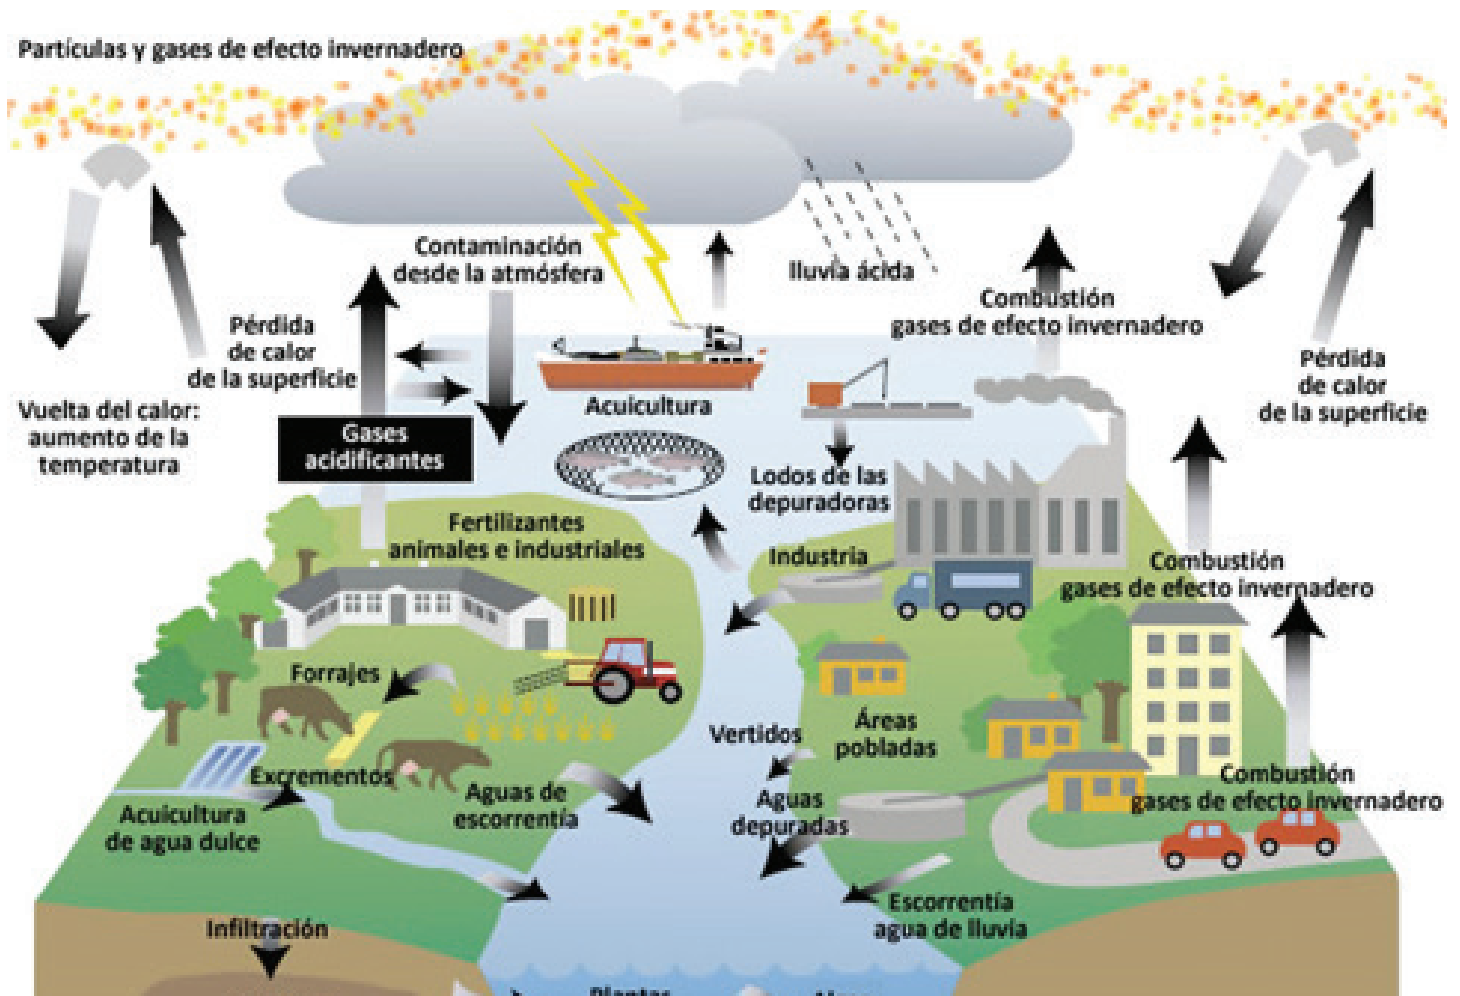 Partículas y gases de efecto invernadero
Contaminación
desde la atmósfera
lluvia ácida
Combustión
gases de efecto invernadero
Pérdida
de calor
de la superficie
Pérdida
de calor
de la superficie
Vuelta del calor:
aumento de la
temperatura
Gases
acidificantes
Acuicultura
Lodos de las
depuradoras
Fertilizantes
animales e industriales
Industria
Combustión
gases de efecto invernadero
Forrajes
Vertidos
Áreas
pobladas
Excrementos
Aguas de
escorrentía
Aguas
depuradas
Combustión
gases de efecto invernadero
Acuicultura
de agua dulce
Escorrentía
agua de lluvia
Infiltración
Plantas